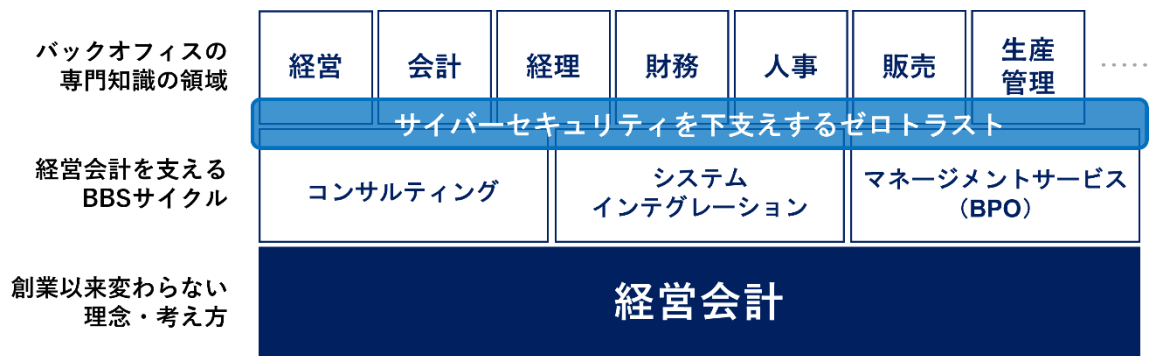 バックオフィスの
専門知識の領域
経営
会計
経理
財務
人事
販売
生産
管理
……
サイバーセキュリティを下支えするゼロトラスト
経営会計を支える
BBSサイクル
コンサルティング
システム
インテグレーション
マネージメントサービス
（BPO）
創業以来変わらない
理念・考え方
経営会計